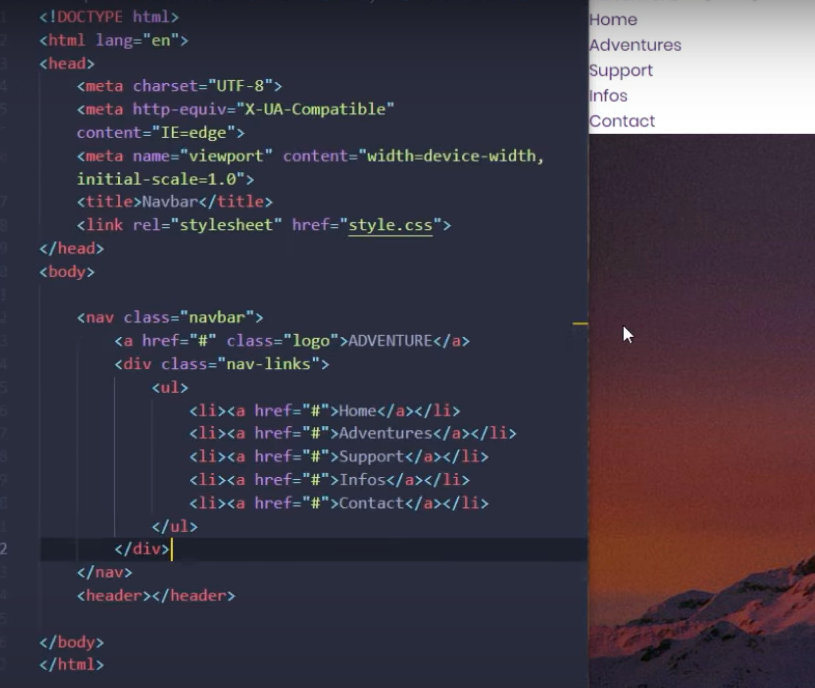 <!DOCTYPE html>
<html lang="en">
<head>
<meta charset="UTF-8">
<meta http-equiv="X-UA-Compatible"
content="IE=edge">
<meta name="viewport" content="width=device-width,
initial-scale=1.0">
<title>Navbar</title>
<link rel="stylesheet" href="style.css">
</head>
<body>
<nav class="navbar">
<a href="#" class="logo">ADVENTURE</a>
<div class="nav-links">
<ul>
<li><a href="#">Home</a></li>
<li><a href="#">Adventures</a></li>
<li><a href="#">Support</a></li>
<li><a href="#">Infos</a></li>
<li><a href="#">Contact</a></li>
</ul>
</div>
</nav>
<header></header>
</body>
</html>
Home
Adventures
Support
Infos
Contact